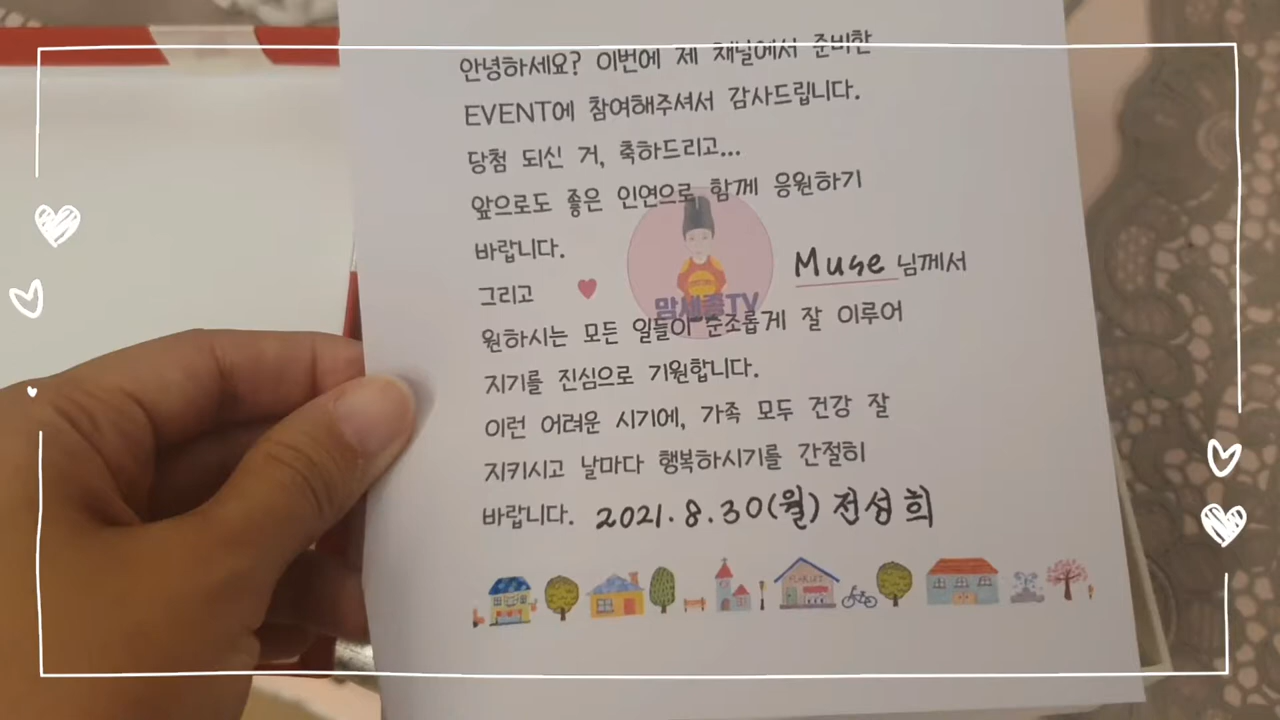 안녕하세요? 이번에 제 채널에서 준비한
EVENT에 참여해주셔서 감사드립니다.
당첨 되신 거, 축하드리고...
앞으로도 좋은 인연으로 함께 응원하기
바랍니다.
그리고 Muse 님께서
맘세종TV
원하시는 모든 일들이 순조롭게 잘 이루어
지기를 진심으로 기원합니다.
이런 어려운 시기에, 가족 모두 건강 잘
지키시고 날마다 행복하시기를 간절히
바랍니다. 2021.8.30(월) 전성희